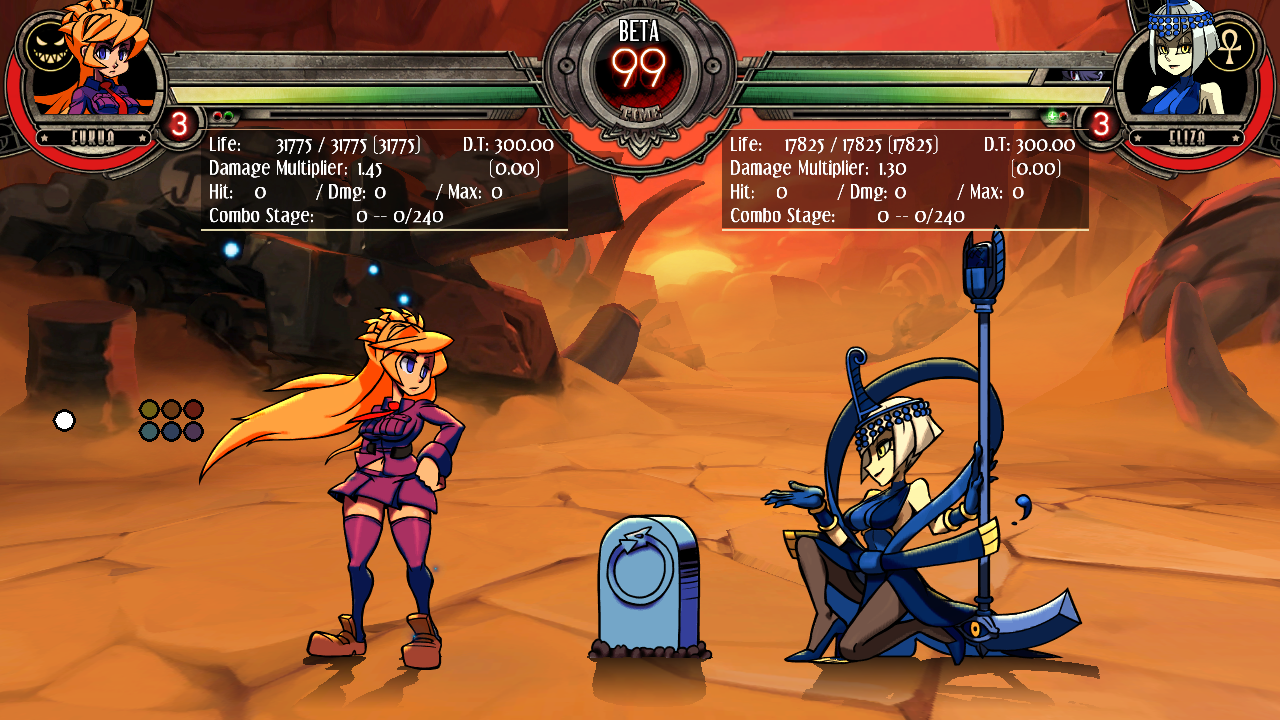 BETA
99
TIME
FUKUA
3
3
ELIZA
Life: 31775 / 31775 (31775) D.T: 300.00
Damage Multiplier: 1.45 (0.00)
Hit: 0 / Dmg: 0 / Max: 0
Combo Stage: 0 -- 0/240
Life: 17825 / 17825 (17825) D.T: 300.00
Damage Multiplier: 1.30 (0.00)
Hit: 0 / Dmg: 0 / Max: 0
Combo Stage: 0 -- 0/240